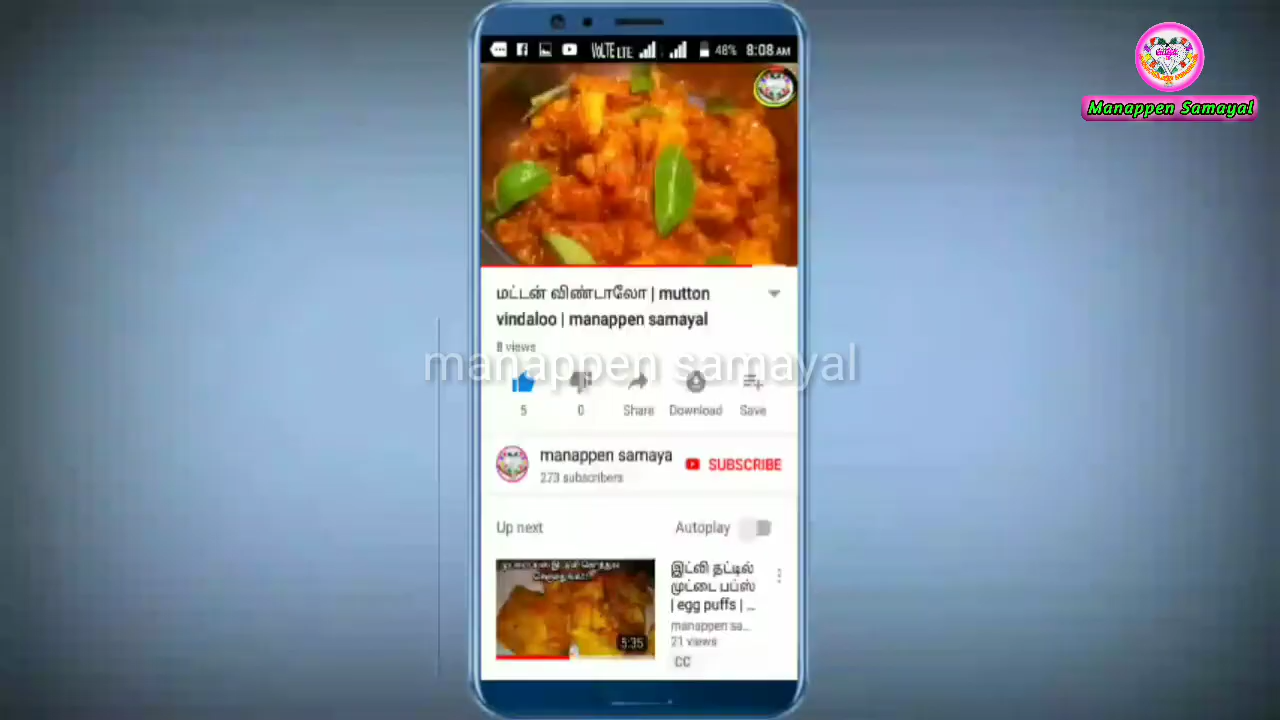 VoLTE LTE 48% 8:08 AM
Manappen Samayal
மட்டன் விண்டாலோ | mutton
vindaloo | manappen samayal
8 views
manappen samayal
5 0 Share Download Save
manappen samaya
273 subscribers
SUBSCRIBE
Up next Autoplay
இட்லி தட்டில்
முட்டை பப்ஸ்
| egg puffs | ...
manappen sa...
21 views
CC
5:35